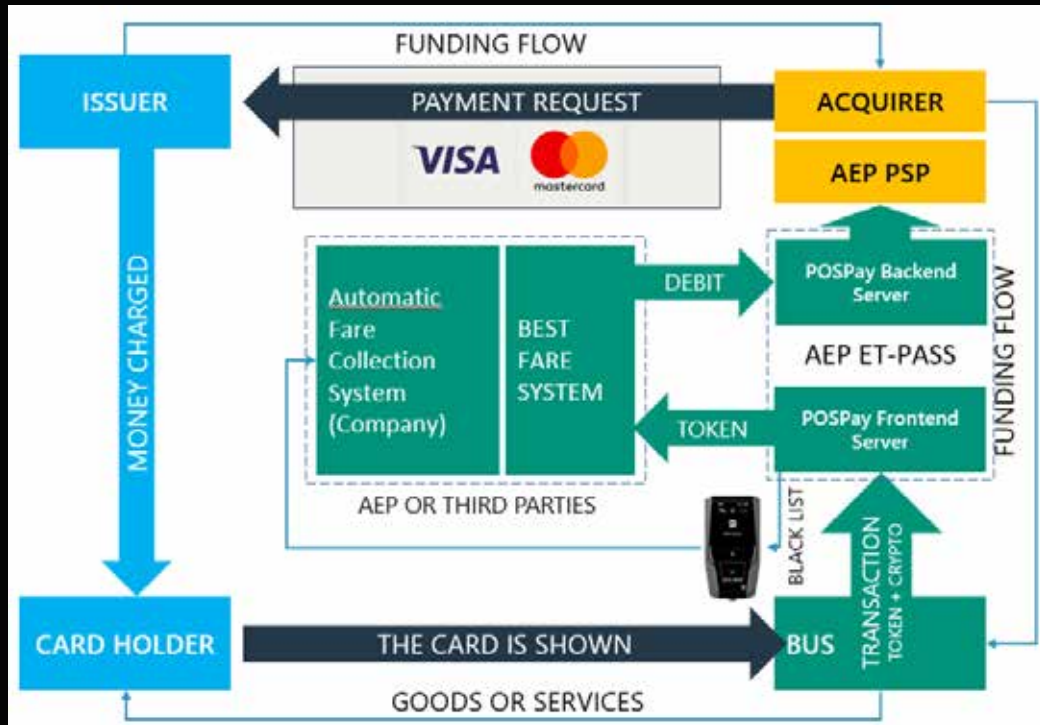 FUNDING FLOW
ISSUER
PAYMENT REQUEST
ACQUIRER
VISA
mastercard
AEP PSP
MONEY CHARGED
Automatic
Fare
Collection
System
(Company)
BEST
FARE
SYSTEM
DEBIT
POSPay Backend
Server
AEP ET-PASS
TOKEN
POSPay Frontend
Server
FUNDING FLOW
AEP OR THIRD PARTIES
BLACK LIST
TRANSACTION
TOKEN + CRYPTO
CARD HOLDER
THE CARD IS SHOWN
BUS
GOODS OR SERVICES